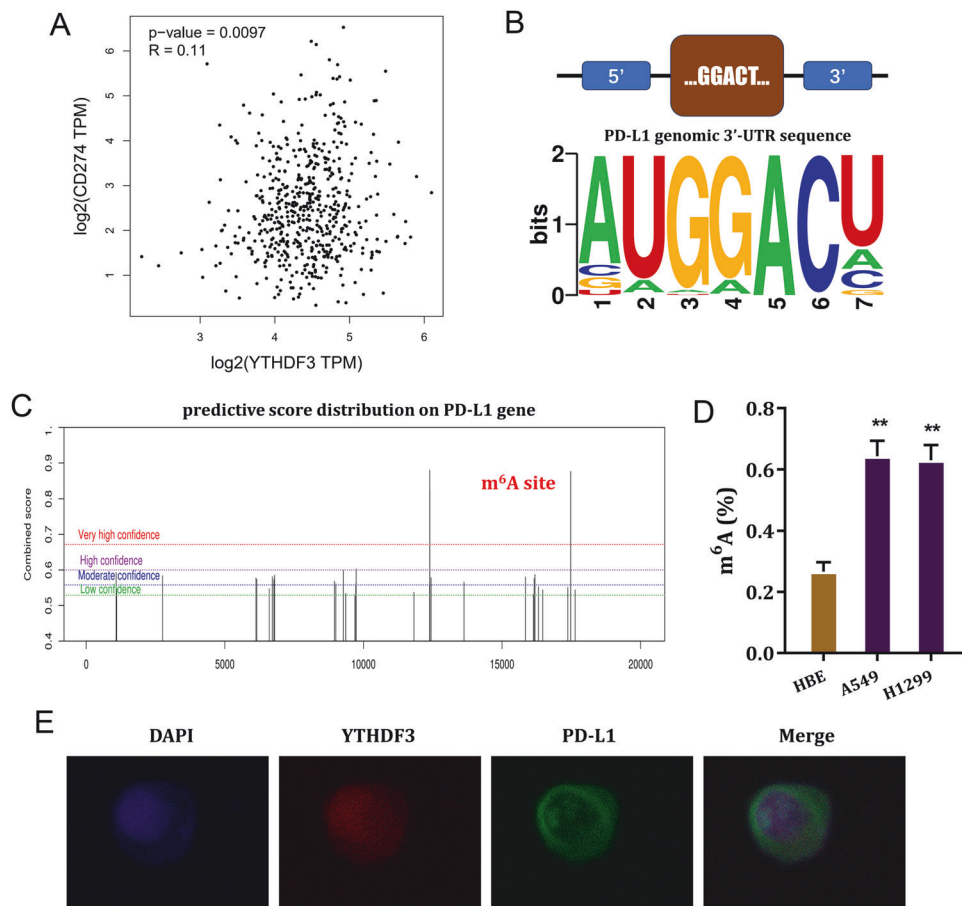 A
p-value = 0.0097
R = 0.11
log2(CD274 TPM)
6
5
4
3
2
1
3
4
5
6
log2(YTHDF3 TPM)
B
5’
...GGACT...
3’
PD-L1 genomic 3’-UTR sequence
bits
2
1
0
AUGGACU
CAAA
GC
UG
1
2
3
4
5
6
7
C
predictive score distribution on PD-L1 gene
Combined score
1.
0.9
0.8
0.7
0.6
0.5
0.4
m⁶A site
Very high confidence
High confidence
Moderate confidence
Low confidence
0
5000
10000
15000
20000
D
m⁶A (%)
0.8
0.6
0.4
0.2
0.0
**
**
HBE
A549
H1299
E
DAPI
YTHDF3
PD-L1
Merge